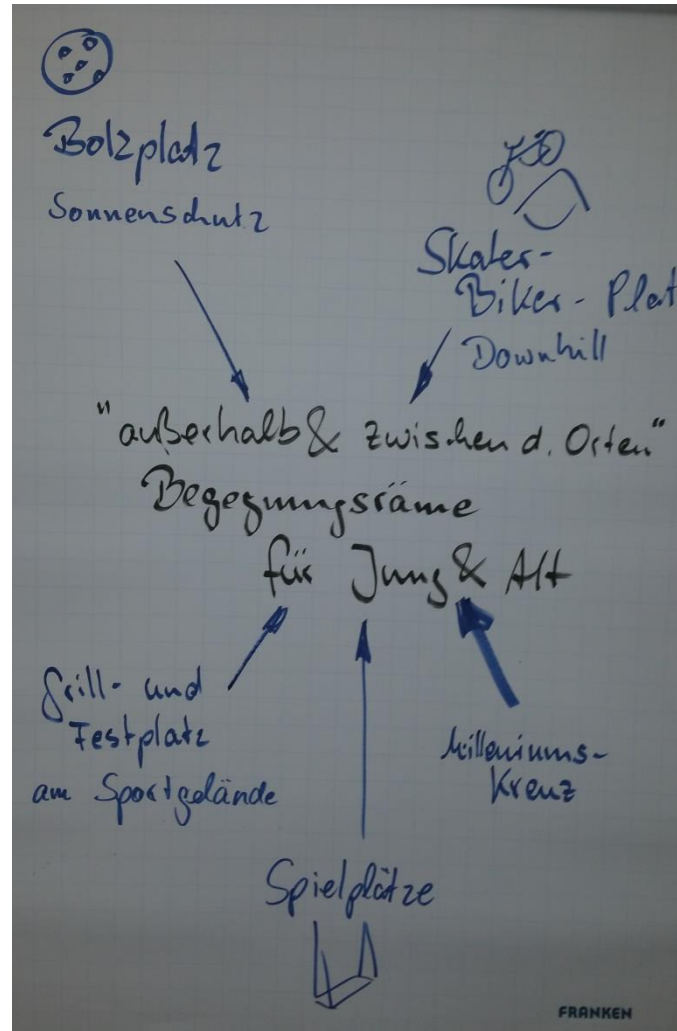 Bolzplatz
Sonnenschutz
Skater-
Biker-Plat
Downhill
"außerhalb & zwischen d. Orten"
Begegnungsräme
für Jung & Alt
Grill- und
Festplatz
am Sportgelände
Milleniums-
Kreuz
Spielplätze
FRANKEN